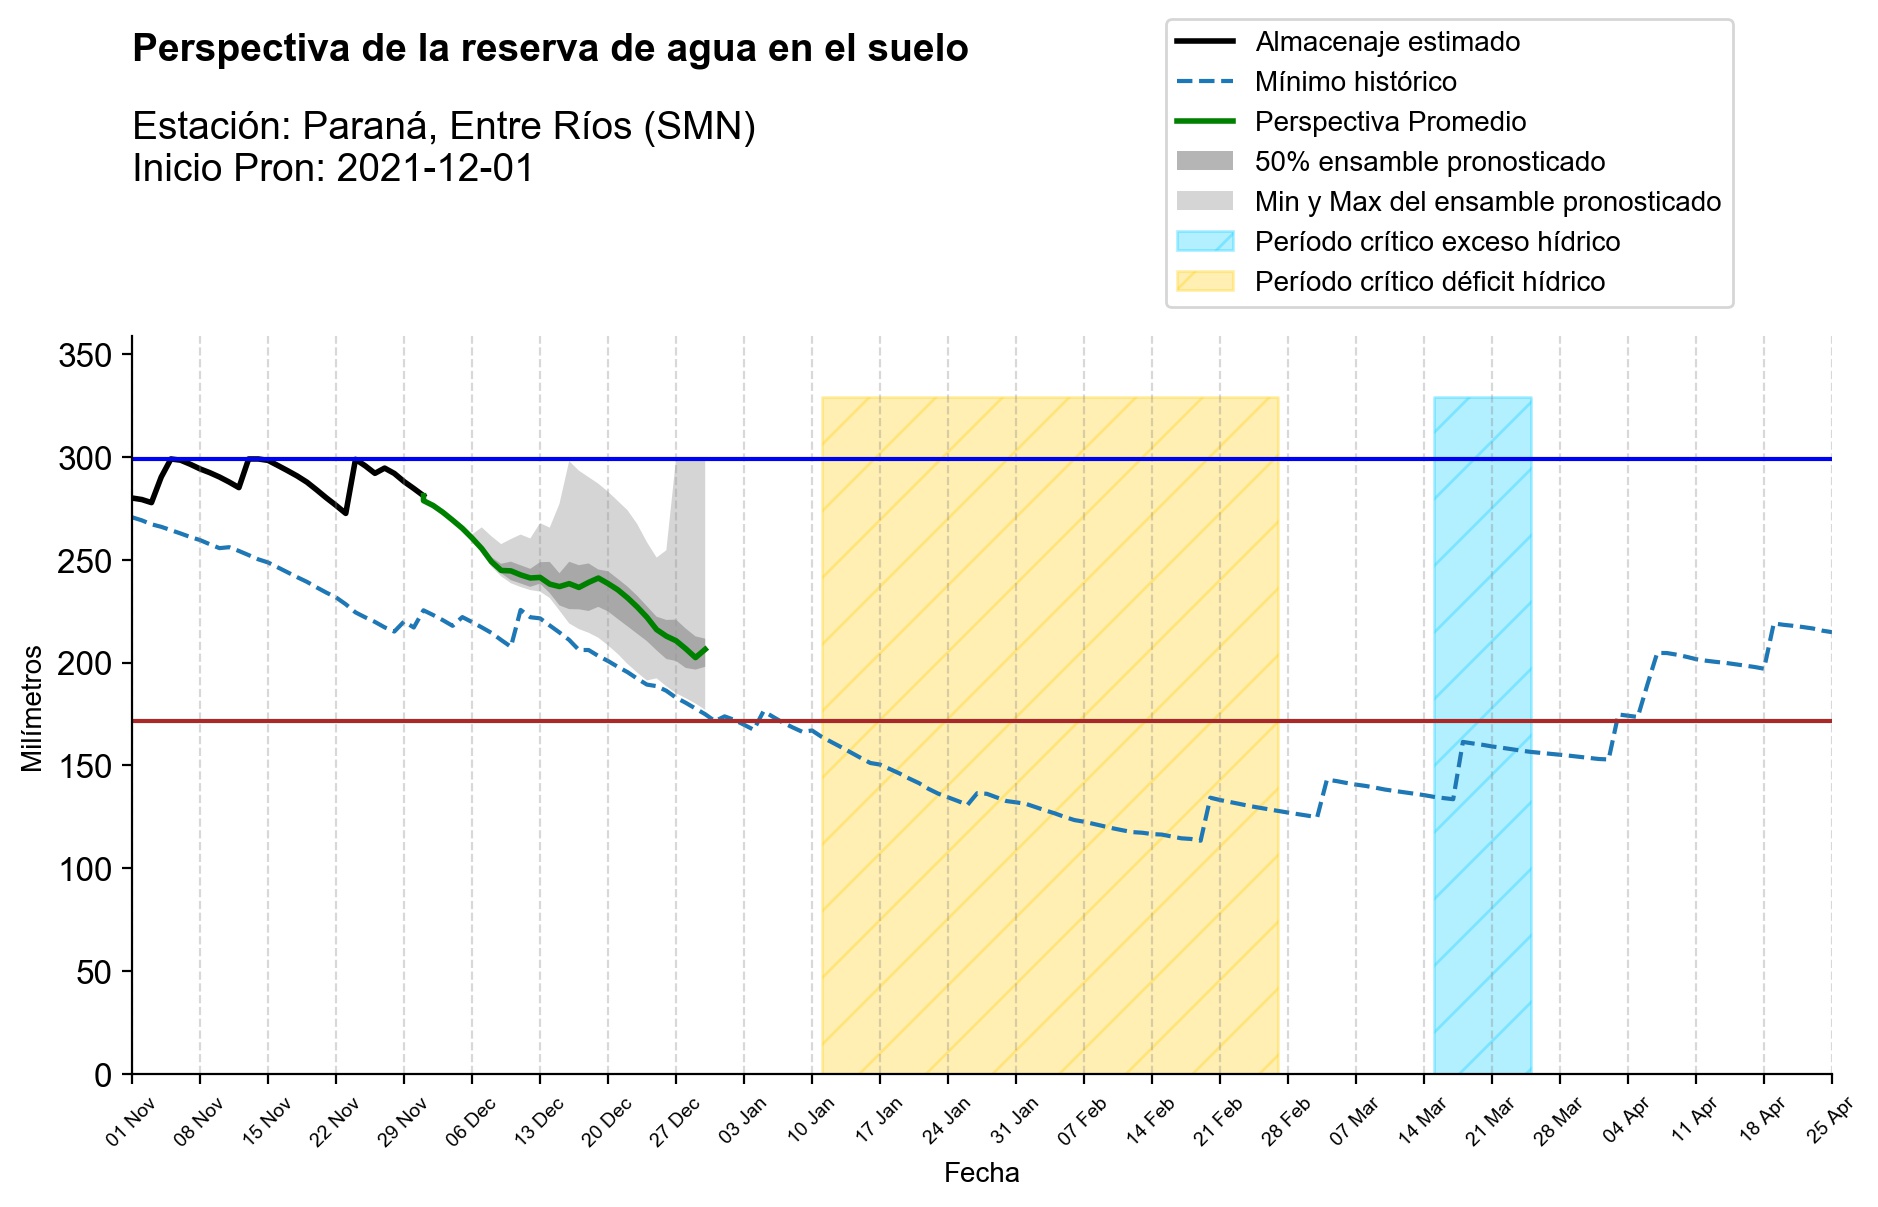 Perspectiva de la reserva de agua en el suelo
Estación: Paraná, Entre Ríos (SMN)
Inicio Pron: 2021-12-01
Almacenaje estimado
Mínimo histórico
Perspectiva Promedio
50% ensamble pronosticado
Min y Max del ensamble pronosticado
Período crítico exceso hídrico
Período crítico déficit hídrico
350
300
250
200
150
100
50
0
Milímetros
01 Nov
08 Nov
15 Nov
22 Nov
29 Nov
06 Dec
13 Dec
20 Dec
27 Dec
03 Jan
10 Jan
17 Jan
24 Jan
31 Jan
07 Feb
14 Feb
21 Feb
28 Feb
07 Mar
14 Mar
21 Mar
28 Mar
04 Apr
11 Apr
18 Apr
25 Apr
Fecha